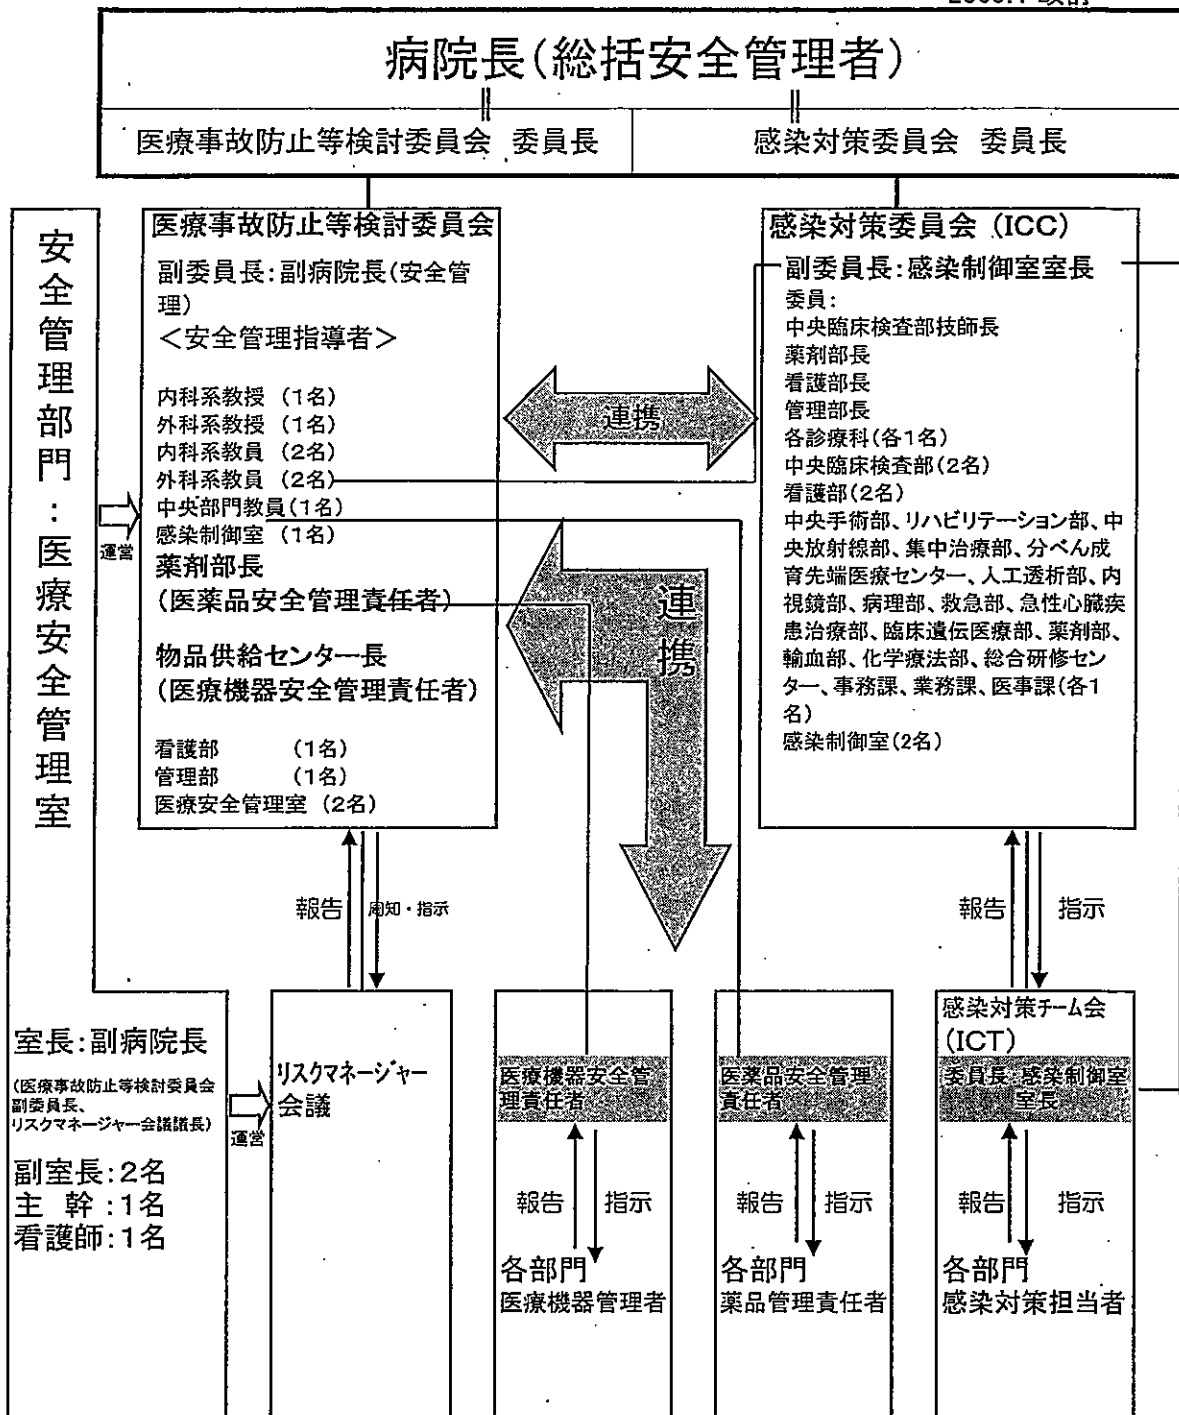 病院長(総括安全管理者)
医療事故防止等検討委員会 委員長
感染対策委員会 委員長
安全管理部門:医療安全管理室
運営
医療事故防止等検討委員会
副委員長:副病院長(安全管
理)
<安全管理指導者>
内科系教授 (1名)
外科系教授 (1名)
内科系教員 (2名)
外科系教員 (2名)
中央部門教員(1名)
感染制御室 (1名)
薬剤部長
(医薬品安全管理責任者)
物品供給センター長
(医療機器安全管理責任者)
看護部 (1名)
管理部 (1名)
医療安全管理室 (2名)
連携
連携
感染対策委員会 (ICC)
副委員長:感染制御室室長
委員:
中央臨床検査部技師長
薬剤部長
看護部長
管理部長
各診療科(各1名)
中央臨床検査部(2名)
看護部(2名)
中央手術部、リハビリテーション部、中
央放射線部、集中治療部、分べん成
育先端医療センター、人工透析部、内
視鏡部、病理部、救急部、急性心臓疾
患治療部、臨床遺伝医療部、薬剤部、
輸血部、化学療法部、総合研修セン
ター、事務課、業務課、医事課(各1
名)
感染制御室(2名)
報告 周知・指示
報告 指示
室長:副病院長
(医療事故防止等検討委員会
副委員長、
リスクマネージャー会議議長)
副室長:2名
主 幹:1名
看護師:1名
運営
リスクマネージャー
会議
医療機器安全管
理責任者
報告 指示
各部門
医療機器管理者
医薬品安全管理
責任者
報告 指示
各部門
薬品管理責任者
感染対策チーム会
(ICT)
委員長:感染制御室
室長
報告 指示
各部門
感染対策担当者